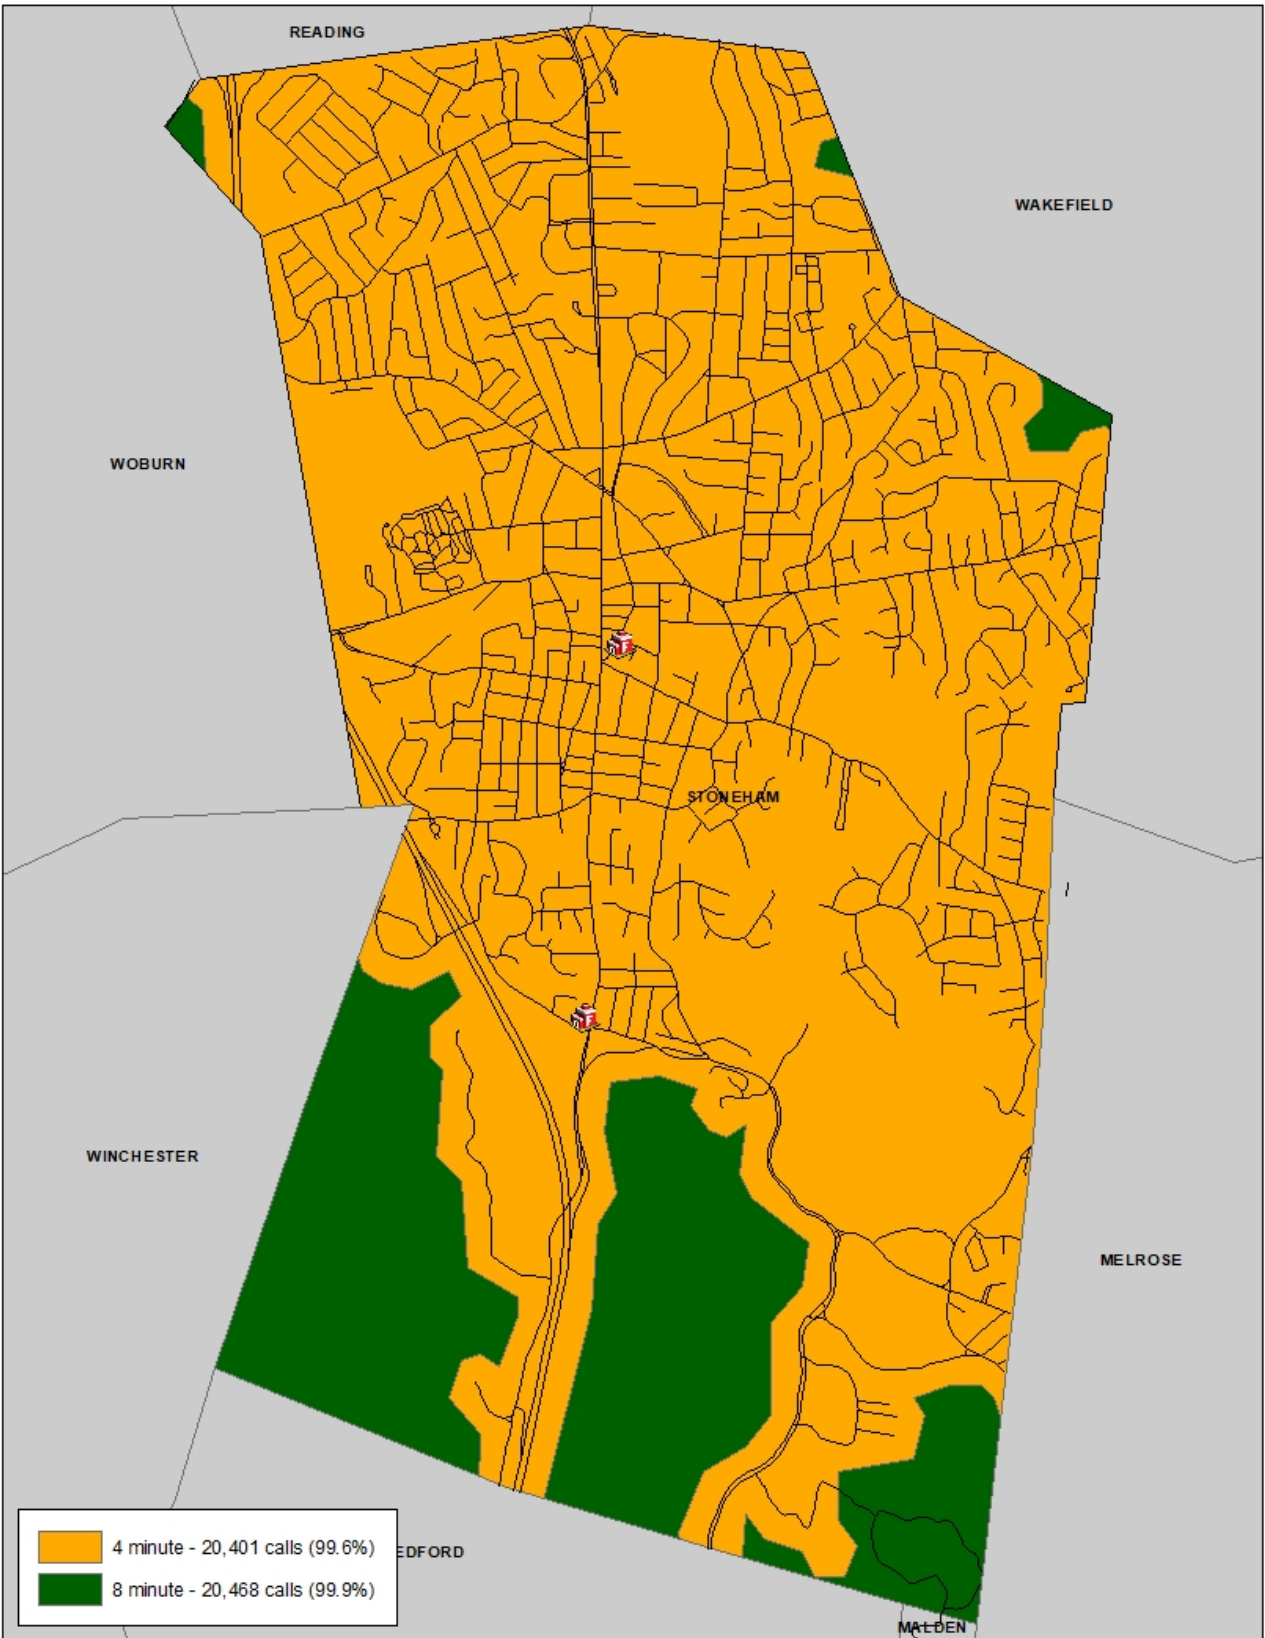 READING
WAKEFIELD
WOBURN
STONEHAM
WINCHESTER
MELROSE
4 minute - 20,401 calls (99.6%)
EDFORD
8 minute - 20,468 calls (99.9%)
MALDEN